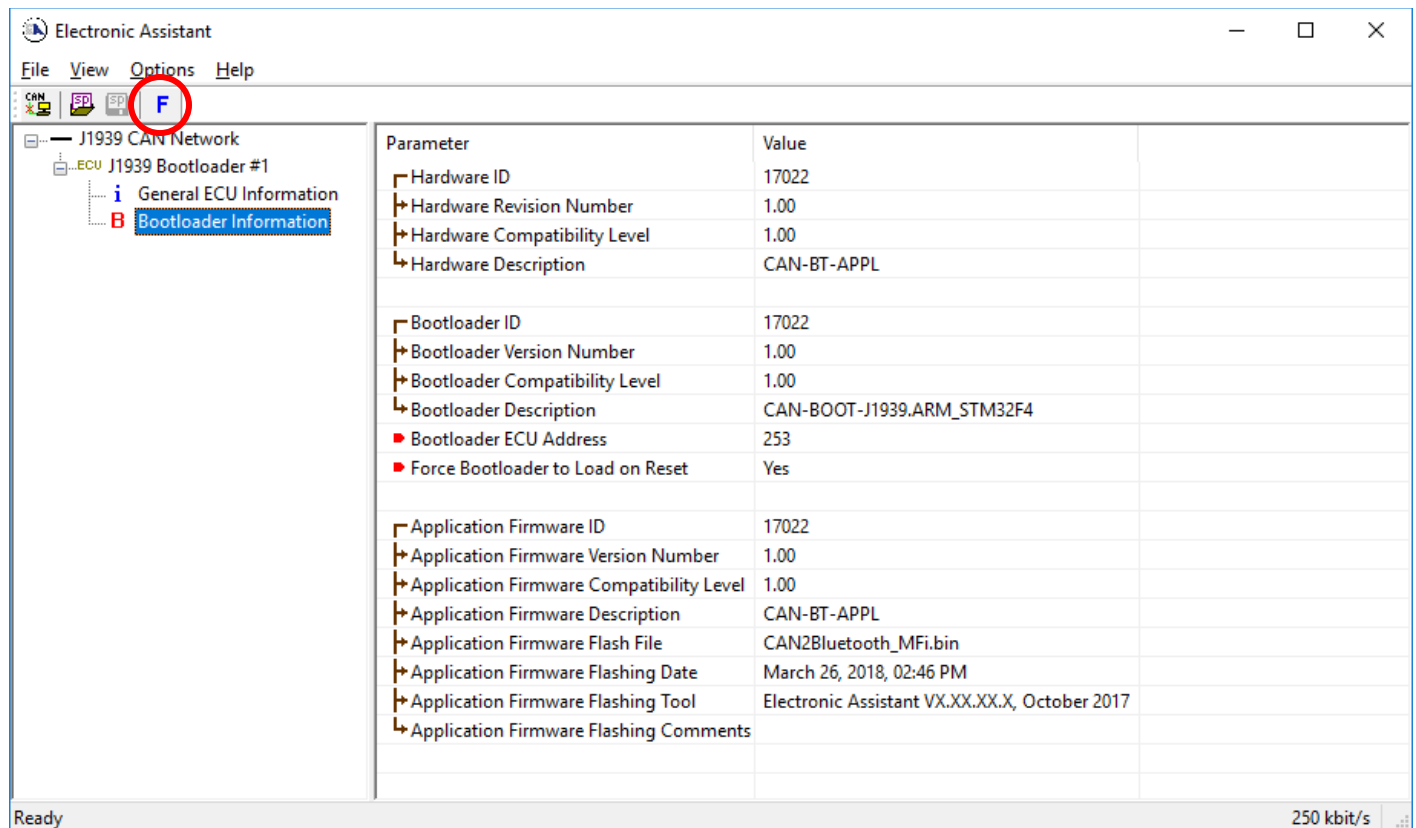 Electronic Assistant
File View Options Help
CAN SP SP F
J1939 CAN Network
ECU J1939 Bootloader #1
i General ECU Information
B Bootloader Information
Parameter Value
Hardware ID 17022
Hardware Revision Number 1.00
Hardware Compatibility Level 1.00
Hardware Description CAN-BT-APPL
Bootloader ID 17022
Bootloader Version Number 1.00
Bootloader Compatibility Level 1.00
Bootloader Description CAN-BOOT-J1939.ARM_STM32F4
Bootloader ECU Address 253
Force Bootloader to Load on Reset Yes
Application Firmware ID 17022
Application Firmware Version Number 1.00
Application Firmware Compatibility Level 1.00
Application Firmware Description CAN-BT-APPL
Application Firmware Flash File CAN2Bluetooth_MFi.bin
Application Firmware Flashing Date March 26, 2018, 02:46 PM
Application Firmware Flashing Tool Electronic Assistant VX.XX.XX.X, October 2017
Application Firmware Flashing Comments
Ready 250 kbit/s